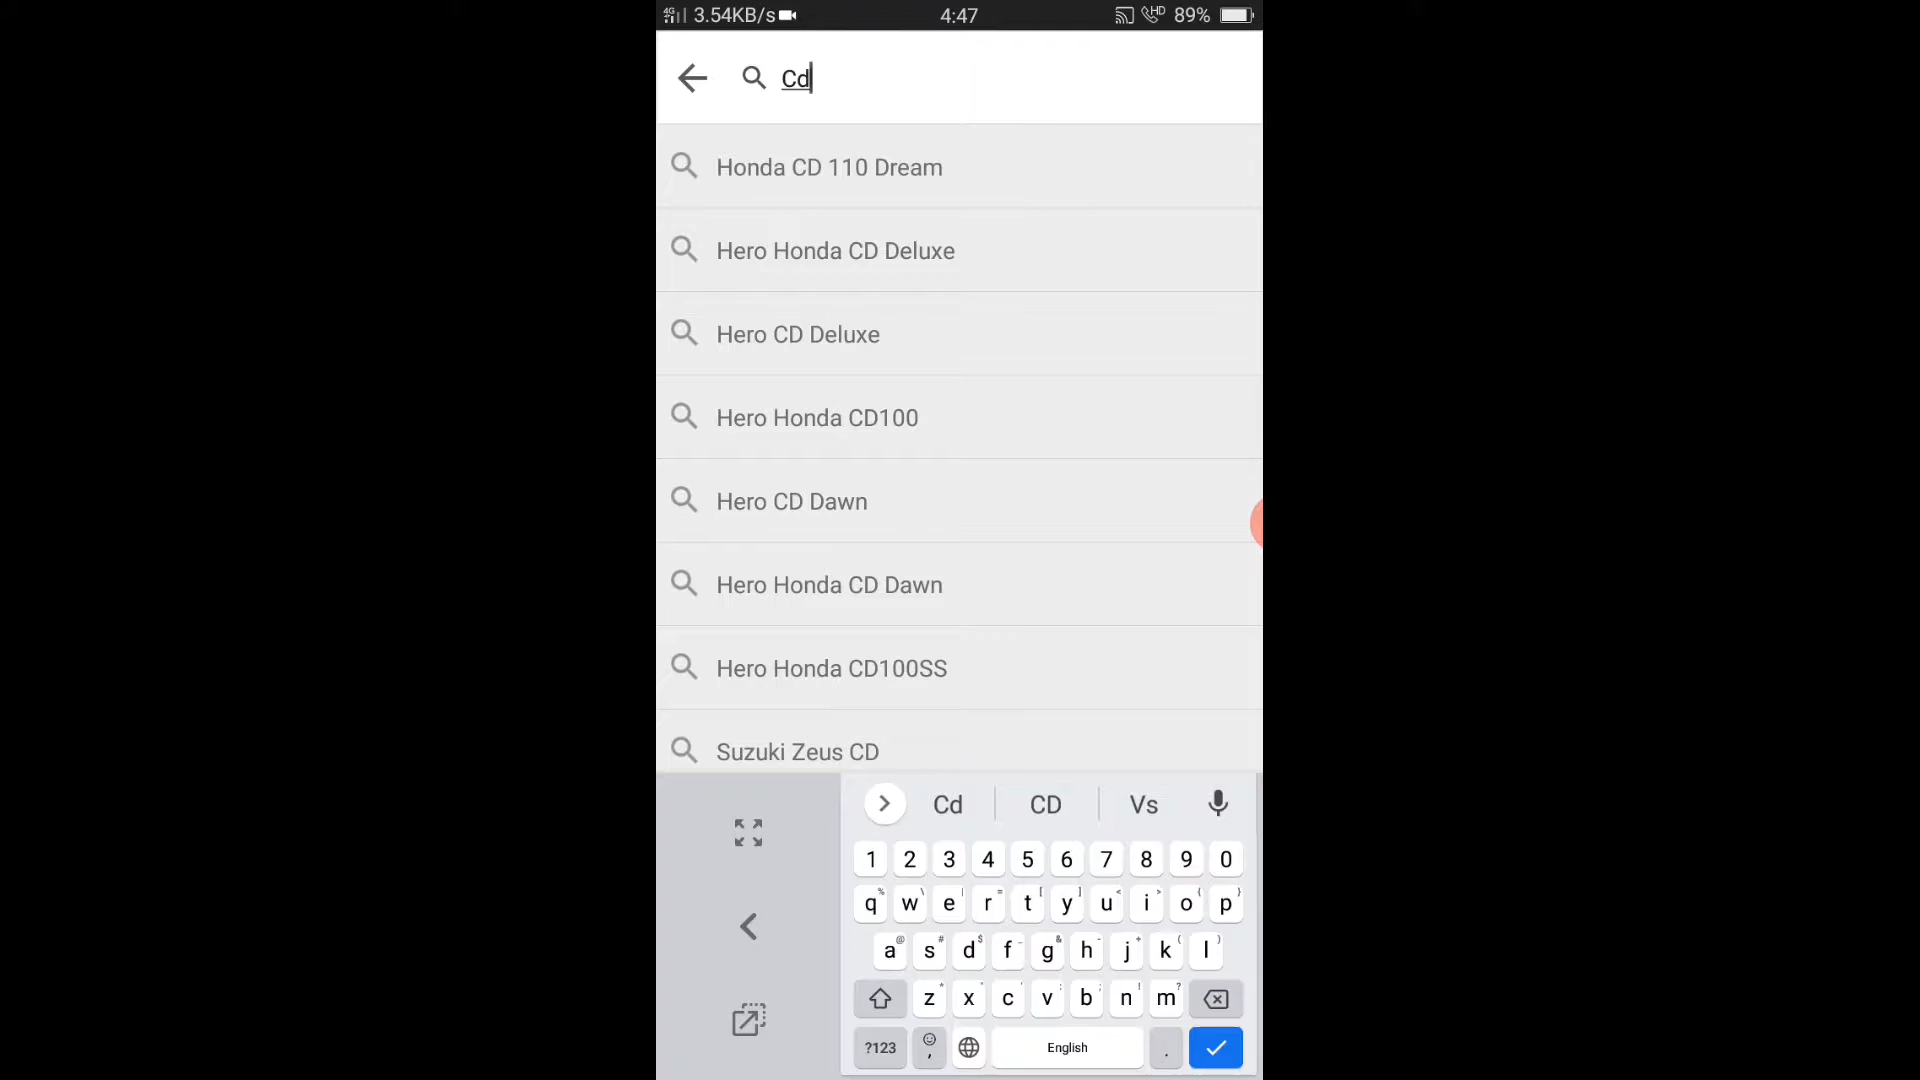 4G 3.54KB/s 4:47 HD 89%
Cd
Honda CD 110 Dream
Hero Honda CD Deluxe
Hero CD Deluxe
Hero Honda CD100
Hero CD Dawn
Hero Honda CD Dawn
Hero Honda CD100SS
Suzuki Zeus CD
Cd CD Vs
1 2 3 4 5 6 7 8 9 0
q w e r t y u i o p
a s d f g h j k l
z x c v b n m
?123 , English .